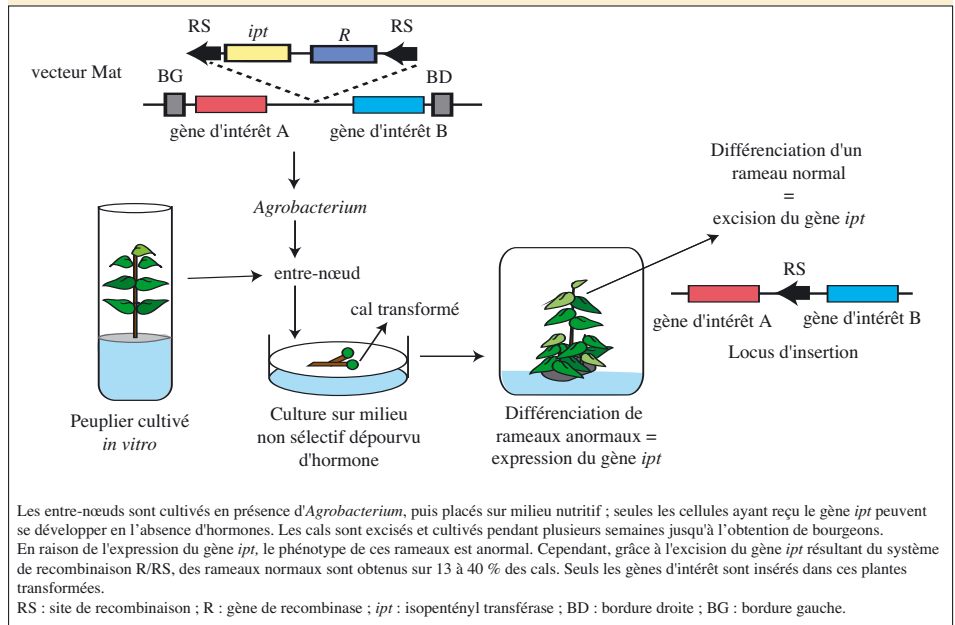 RS
ipt
R
RS
vecteur Mat
BG
BD
gène d'intérêt A
gène d'intérêt B
Agrobacterium
entre-nœud
cal transformé
Peuplier cultivé
in vitro
Culture sur milieu
non sélectif dépourvu
d'hormone
Différenciation de
rameaux anormaux =
expression du gène ipt
Différenciation d'un
rameau normal
=
excision du gène ipt
RS
gène d'intérêt A
gène d'intérêt B
Locus d'insertion
Les entre-nœuds sont cultivés en présence d'Agrobacterium, puis placés sur milieu nutritif ; seules les cellules ayant reçu le gène ipt peuvent
se développer en l'absence d'hormones. Les cals sont excisés et cultivés pendant plusieurs semaines jusqu'à l'obtention de bourgeons.
En raison de l'expression du gène ipt, le phénotype de ces rameaux est anormal. Cependant, grâce à l'excision du gène ipt résultant du système
de recombinaison R/RS, des rameaux normaux sont obtenus sur 13 à 40 % des cals. Seuls les gènes d'intérêt sont insérés dans ces plantes
transformées.
RS : site de recombinaison ; R : gène de recombinase ; ipt : isopentényl transférase ; BD : bordure droite ; BG : bordure gauche.